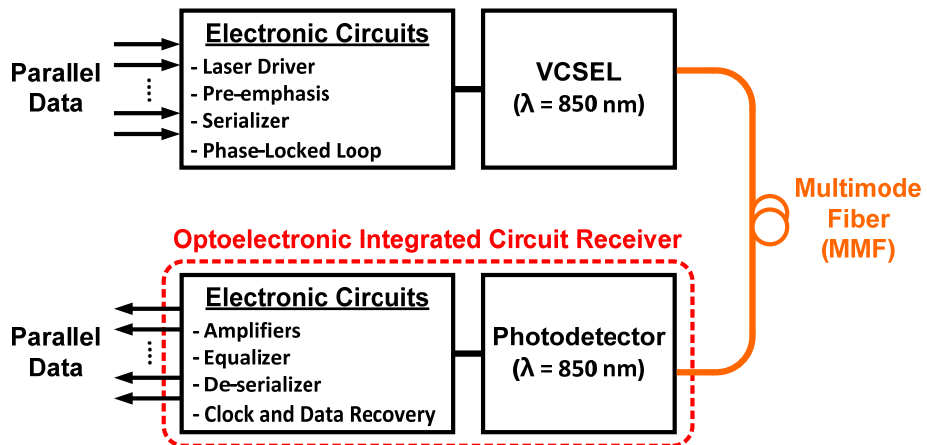 Parallel
Data
Electronic Circuits
- Laser Driver
- Pre-emphasis
- Serializer
- Phase-Locked Loop
VCSEL
(λ = 850 nm)
Multimode
Fiber
(MMF)
Optoelectronic Integrated Circuit Receiver
Parallel
Data
Electronic Circuits
- Amplifiers
- Equalizer
- De-serializer
- Clock and Data Recovery
Photodetector
(λ = 850 nm)